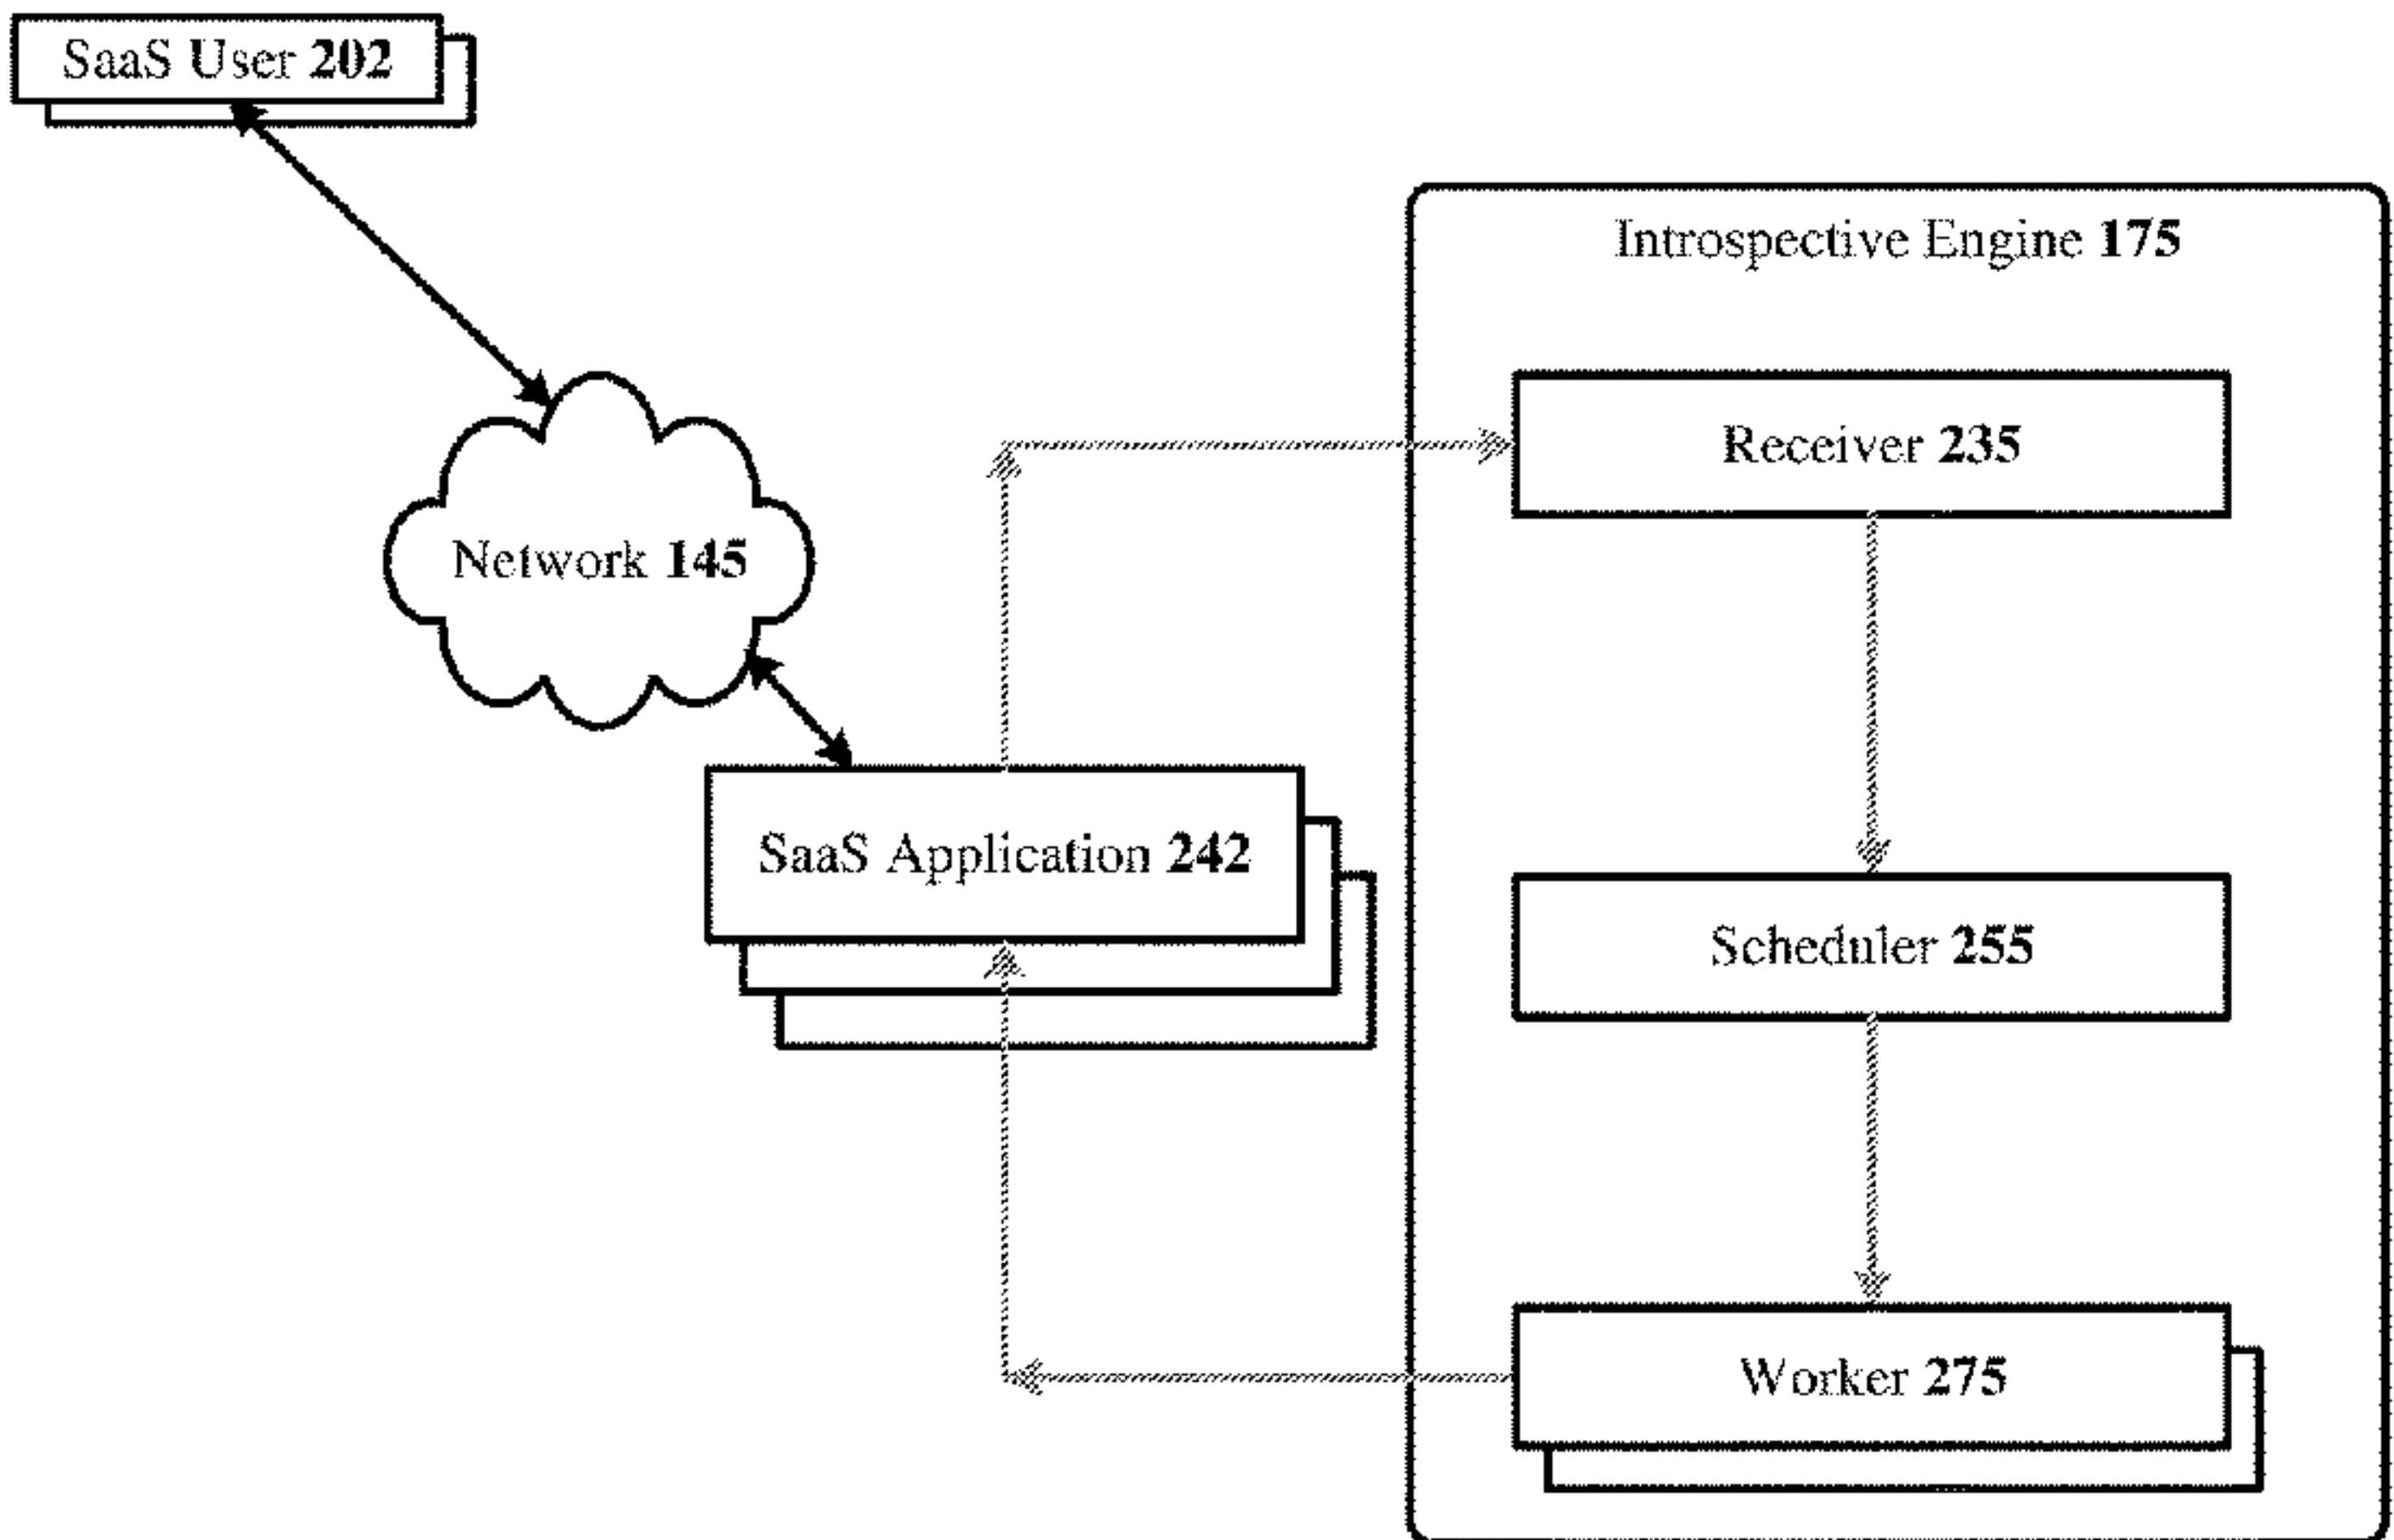 SaaS User 202
Introspective Engine 175
Receiver 235
Network 145
SaaS Application 242
Scheduler 255
Worker 275